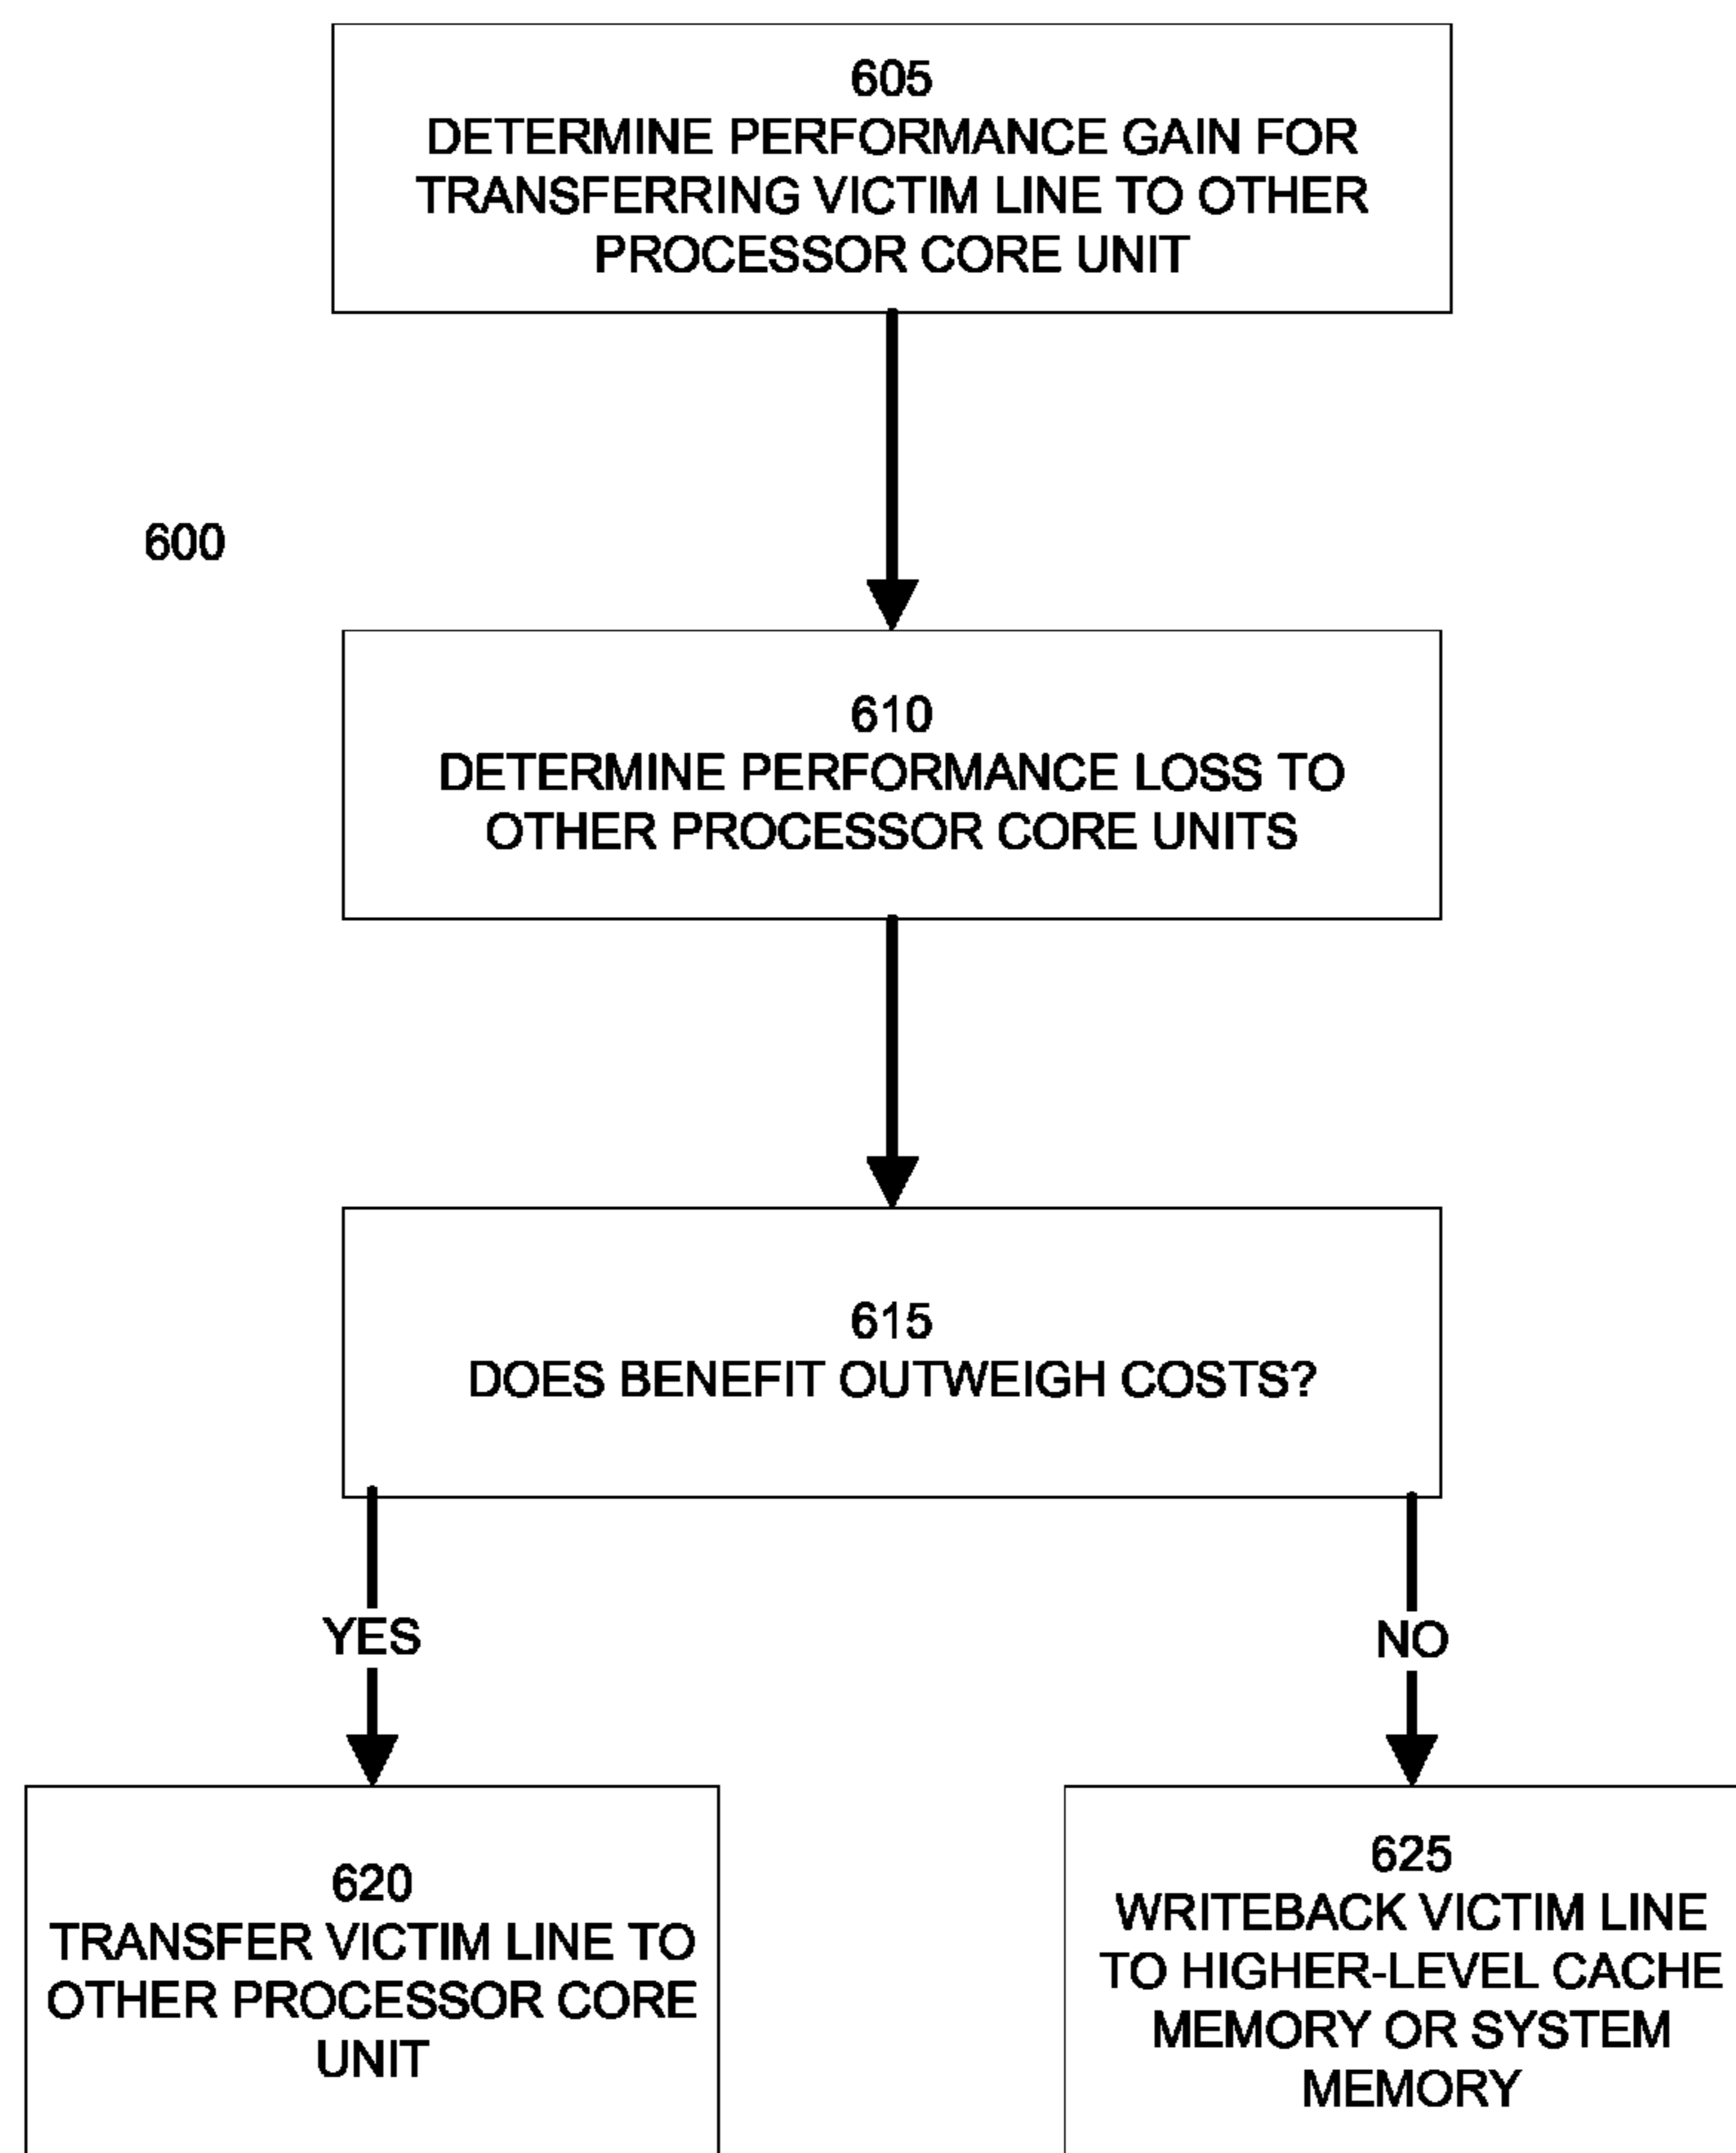 605
DETERMINE PERFORMANCE GAIN FOR
TRANSFERRING VICTIM LINE TO OTHER
PROCESSOR CORE UNIT
600
610
DETERMINE PERFORMANCE LOSS TO
OTHER PROCESSOR CORE UNITS
615
DOES BENEFIT OUTWEIGH COSTS?
YES
NO
620
TRANSFER VICTIM LINE TO
OTHER PROCESSOR CORE
UNIT
625
WRITEBACK VICTIM LINE
TO HIGHER-LEVEL CACHE
MEMORY OR SYSTEM
MEMORY